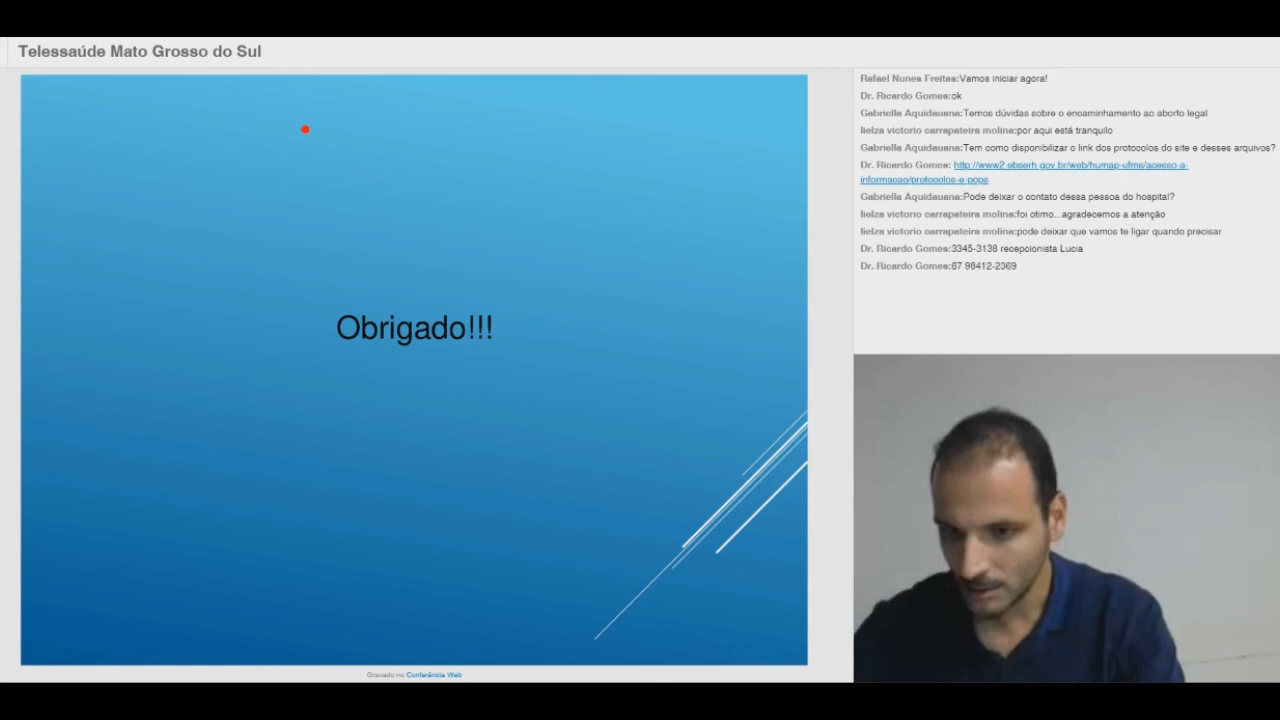 Telessaúde Mato Grosso do Sul
Obrigado!!!
Gravado no Conferência Web
Rafael Nunes Freitas:Vamos iniciar agora!
Dr. Ricardo Gomes:ok
Gabriella Aquidauana:Temos dúvidas sobre o encaminhamento ao aborto legal
lielza victorio carrapateira molina:por aqui está tranquilo
Gabriella Aquidauana:Tem como disponibilizar o link dos protocolos do site e desses arquivos?
Dr. Ricardo Gomes: http://www2.ebserh.gov.br/web/humap-ufms/acesso-a-
informacao/protocolos-e-pops
Gabriella Aquidauana:Pode deixar o contato dessa pessoa do hospital?
lielza victorio carrapateira molina:foi otimo...agradecemos a atenção
lielza victorio carrapateira molina:pode deixar que vamos te ligar quando precisar
Dr. Ricardo Gomes:3345-3138 recepcionista Lucia
Dr. Ricardo Gomes:67 98412-2369